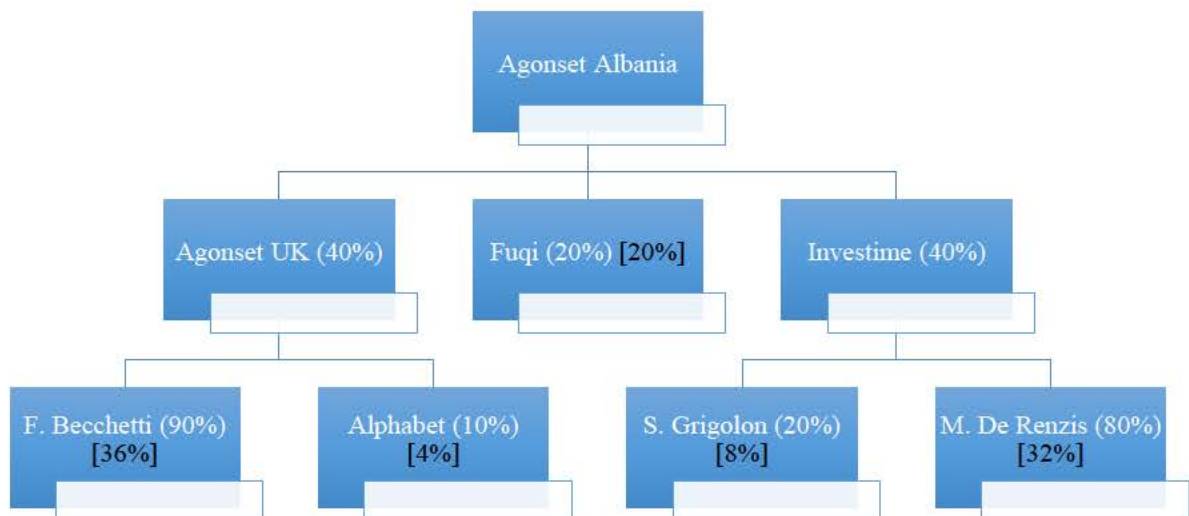 Agonset Albania
Agonset UK (40%)
Fuqi (20%) [20%]
Investime (40%)
F. Becchetti (90%)
[36%]
Alphabet (10%)
[4%]
S. Grigolon (20%)
[8%]
M. De Renzis (80%)
[32%]